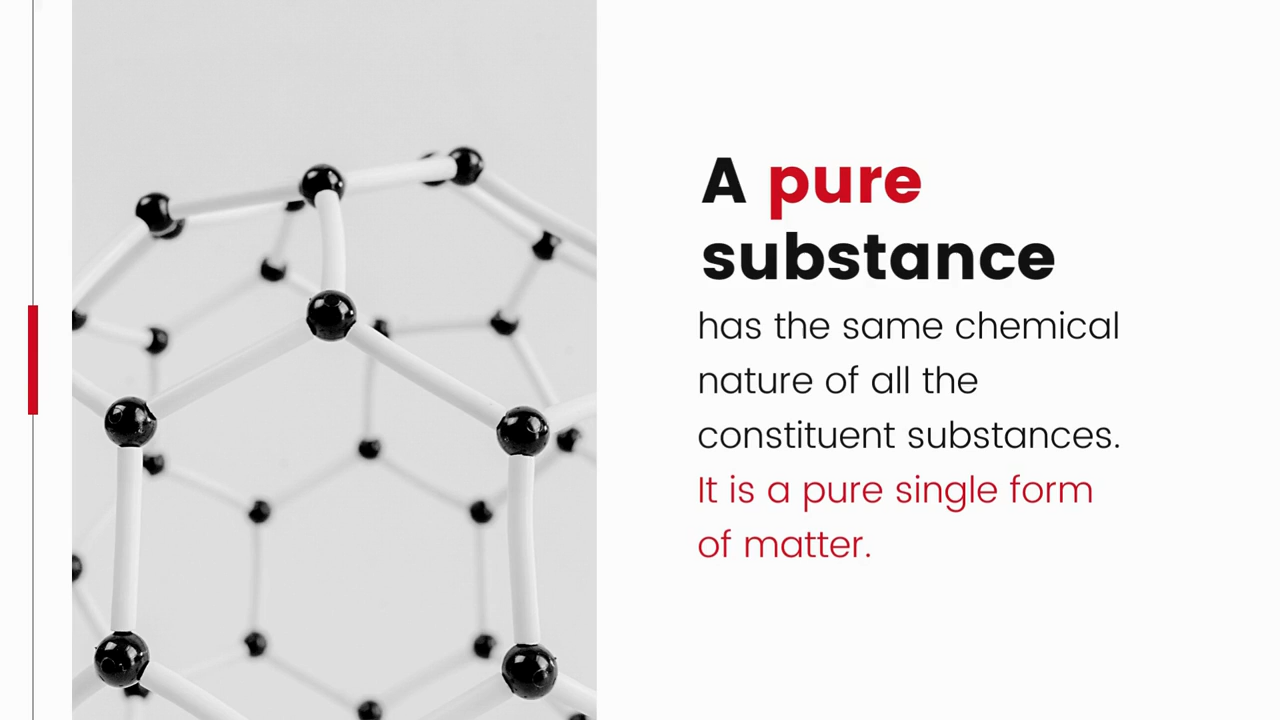 A pure
substance
has the same chemical
nature of all the
constituent substances.
It is a pure single form
of matter.